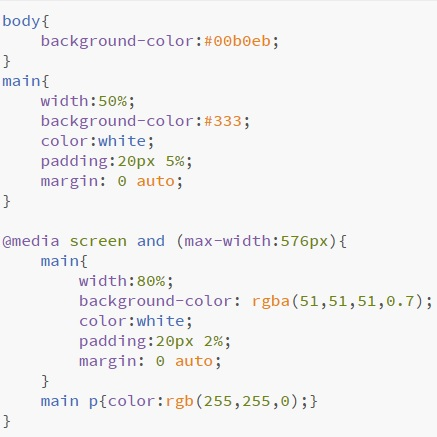 body{
    background-color:#00b0eb;
}
main{
    width:50%;
    background-color:#333;
    color:white;
    padding:20px 5%;
    margin: 0 auto;
}

@media screen and (max-width:576px){
    main{
        width:80%;
        background-color: rgba(51,51,51,0.7);
        color:white;
        padding:20px 2%;
        margin: 0 auto;
    }
    main p{color:rgb(255,255,0);}
}